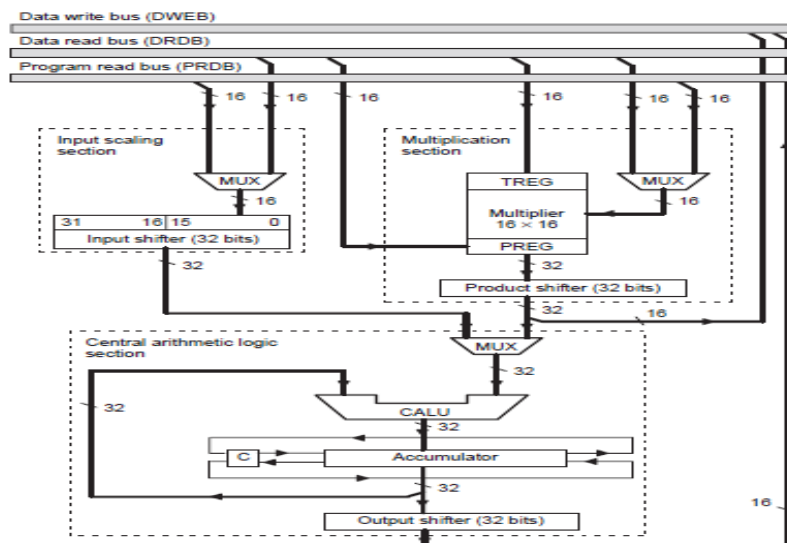 Data write bus (DWEB)
Data read bus (DRDB)
Program read bus (PRDB)
16
16
16
16
16
16
Input scaling
section
Multiplication
section
MUX
TREG
MUX
16
Multiplier
16 × 16
16
31 16 15 0
Input shifter (32 bits)
PREG
32
32
Product shifter (32 bits)
32
16
Central arithmetic logic
section
MUX
32
32
CALU
32
C
Accumulator
32
16
Output shifter (32 bits)